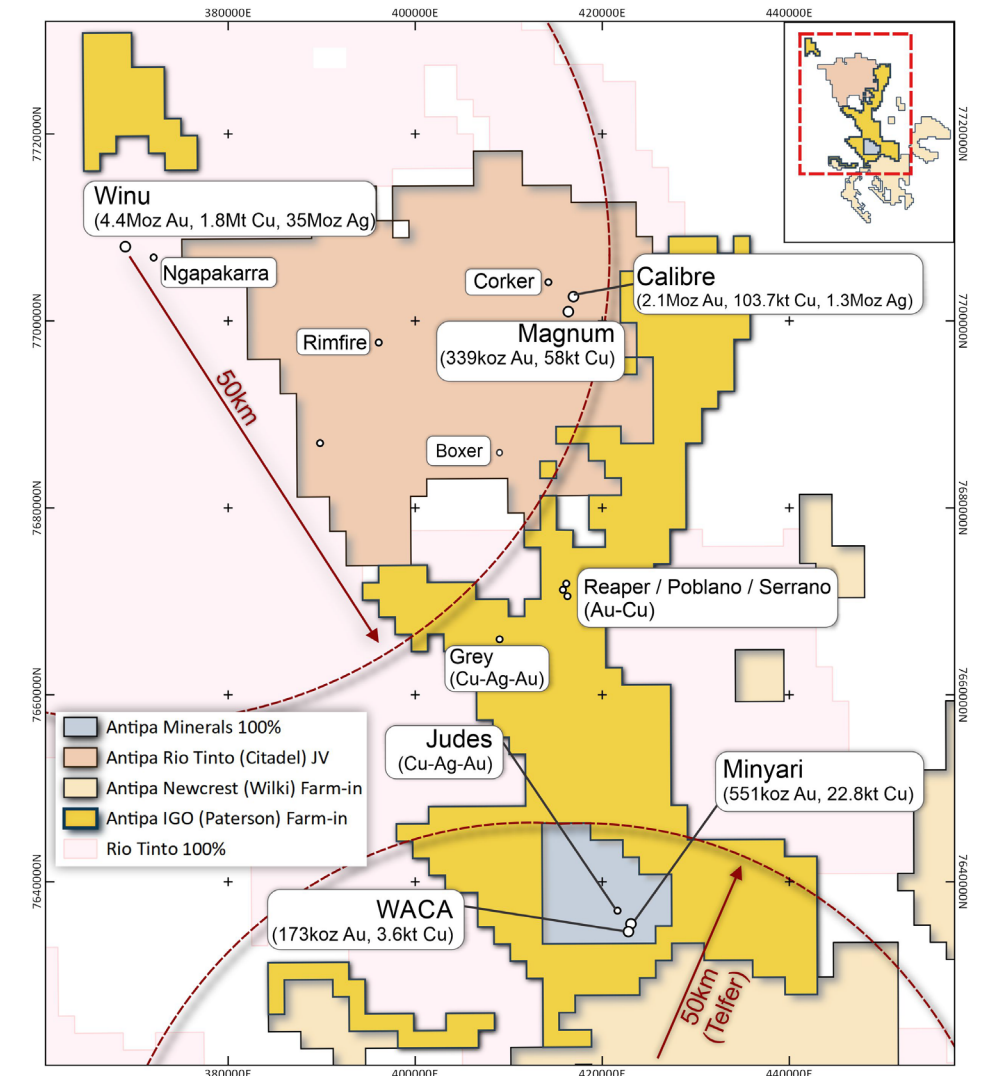 380000E
400000E
420000E
440000E
7720000N
7720000N
Winu
(4.4Moz Au, 1.8Mt Cu, 35Moz Ag)
Ngapakarra
Corker
Calibre
(2.1Moz Au, 103.7kt Cu, 1.3Moz Ag)
7700000N
7700000N
Magnum
(339koz Au, 58kt Cu)
Rimfire
50km
Boxer
7680000N
7680000N
Reaper / Poblano / Serrano
(Au-Cu)
Grey
(Cu-Ag-Au)
7660000N
7660000N
Antipa Minerals 100%
Antipa Rio Tinto (Citadel) JV
Antipa Newcrest (Wilki) Farm-in
Antipa IGO (Paterson) Farm-in
Rio Tinto 100%
Judes
(Cu-Ag-Au)
Minyari
(551koz Au, 22.8kt Cu)
7640000N
7640000N
WACA
(173koz Au, 3.6kt Cu)
50km
(Telfer)
380000E
400000E
420000E
440000E